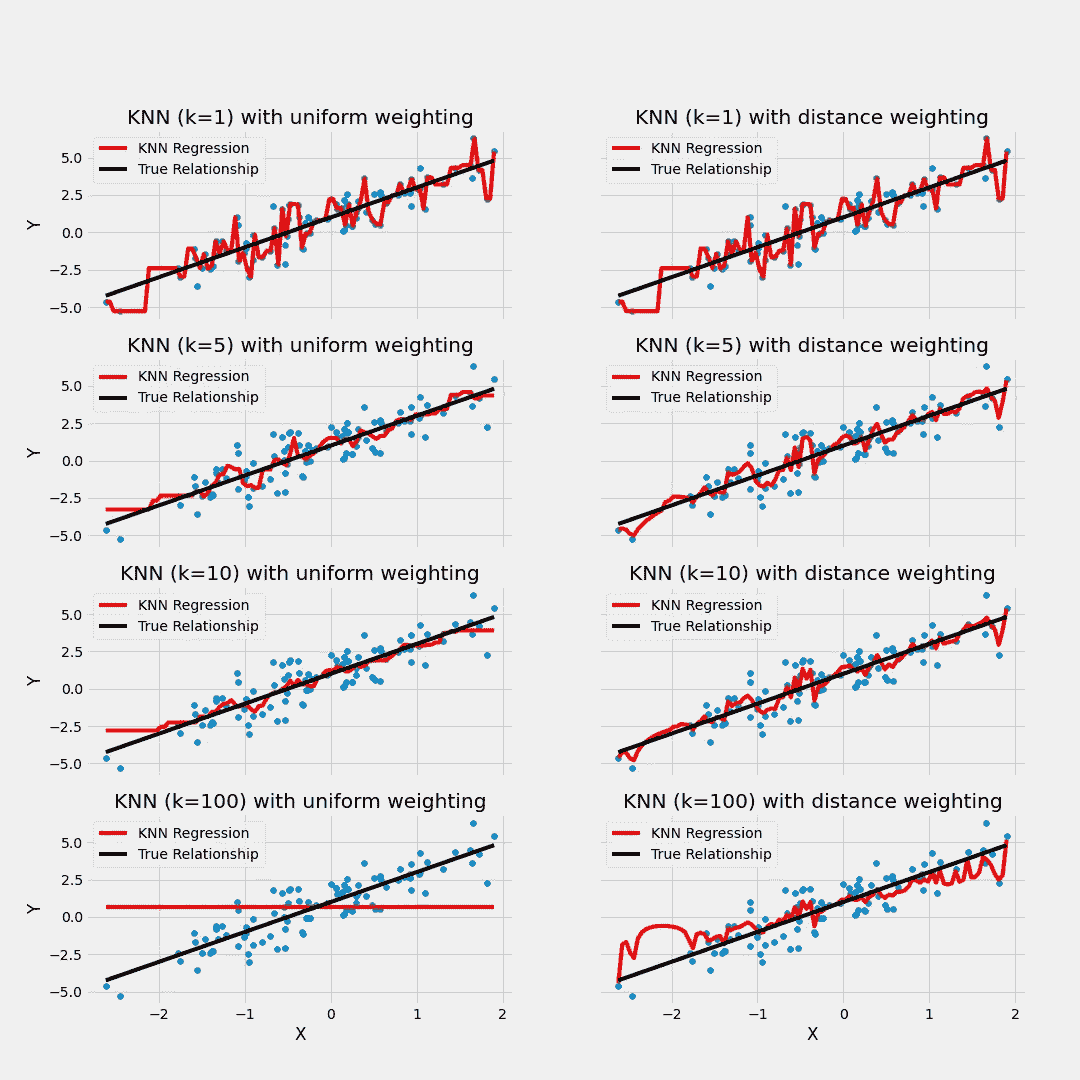 KNN (k=1) with uniform weighting
KNN Regression
True Relationship
5.0
2.5
0.0
−2.5
−5.0
Y
KNN (k=1) with distance weighting
KNN Regression
True Relationship
KNN (k=5) with uniform weighting
KNN Regression
True Relationship
5.0
2.5
0.0
−2.5
−5.0
Y
KNN (k=5) with distance weighting
KNN Regression
True Relationship
KNN (k=10) with uniform weighting
KNN Regression
True Relationship
5.0
2.5
0.0
−2.5
−5.0
Y
KNN (k=10) with distance weighting
KNN Regression
True Relationship
KNN (k=100) with uniform weighting
KNN Regression
True Relationship
5.0
2.5
0.0
−2.5
−5.0
Y
−2 −1 0 1 2
X
KNN (k=100) with distance weighting
KNN Regression
True Relationship
−2 −1 0 1 2
X